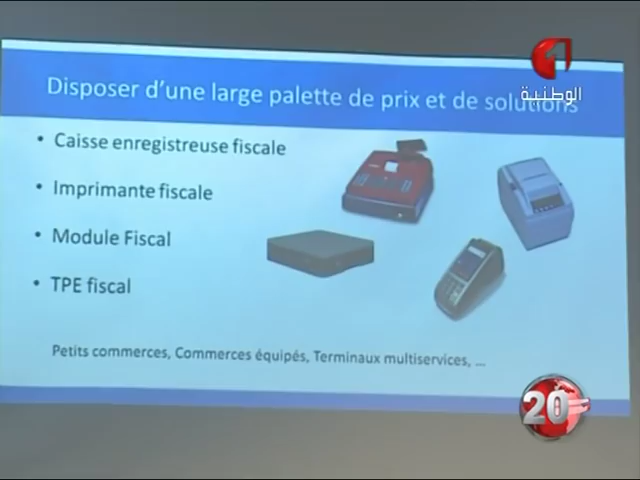 Disposer d'une large palette de prix et de solutions
1
الوطنية
• Caisse enregistreuse fiscale
• Imprimante fiscale
• Module Fiscal
• TPE fiscal
Petits commerces, Commerces équipés, Terminaux multiservices, ...
20